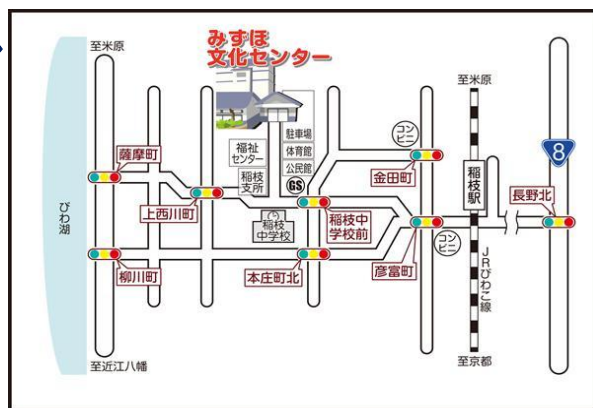 みずほ
文化センター
至米原
至米原
コン
ビニ
駐車場
8
薩摩町
福祉
センター
体育館
公民館
金田町
稲枝駅
長野北
稲枝
支所
GS
びわ湖
上西川町
稲枝
中学校
稲枝中
学校前
コン
ビニ
柳川町
本庄町北
彦富町
JRびわこ線
至近江八幡
至京都